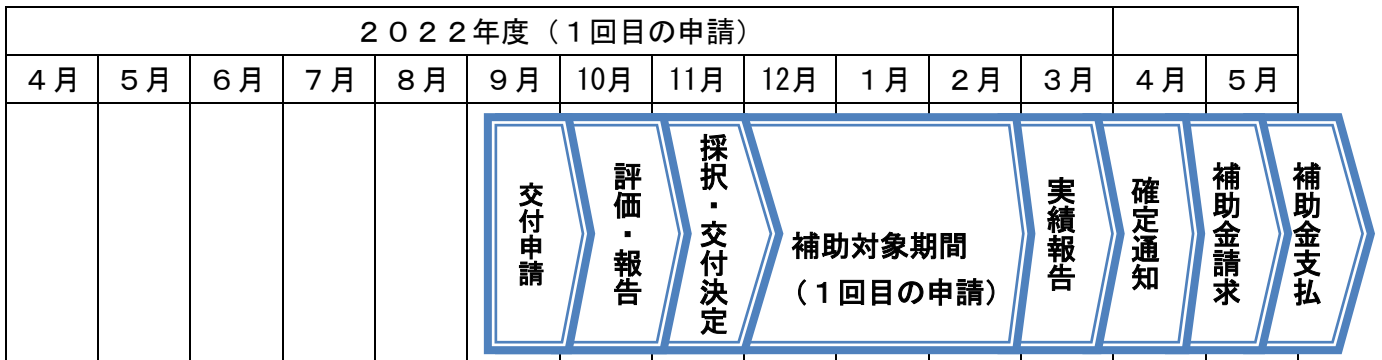 ２０２２年度（１回目の申請）
４月 ５月 ６月 ７月 ８月 ９月 10月 11月 12月 １月 ２月 ３月 ４月 ５月
交付申請
評価・報告
採択・交付決定
補助対象期間
（１回目の申請）
実績報告
確定通知
補助金請求
補助金支払